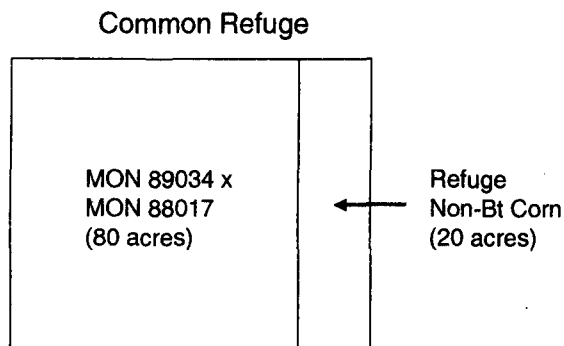 Common Refuge
MON 89034 x
MON 88017
(80 acres)
Refuge
Non-Bt Corn
(20 acres)